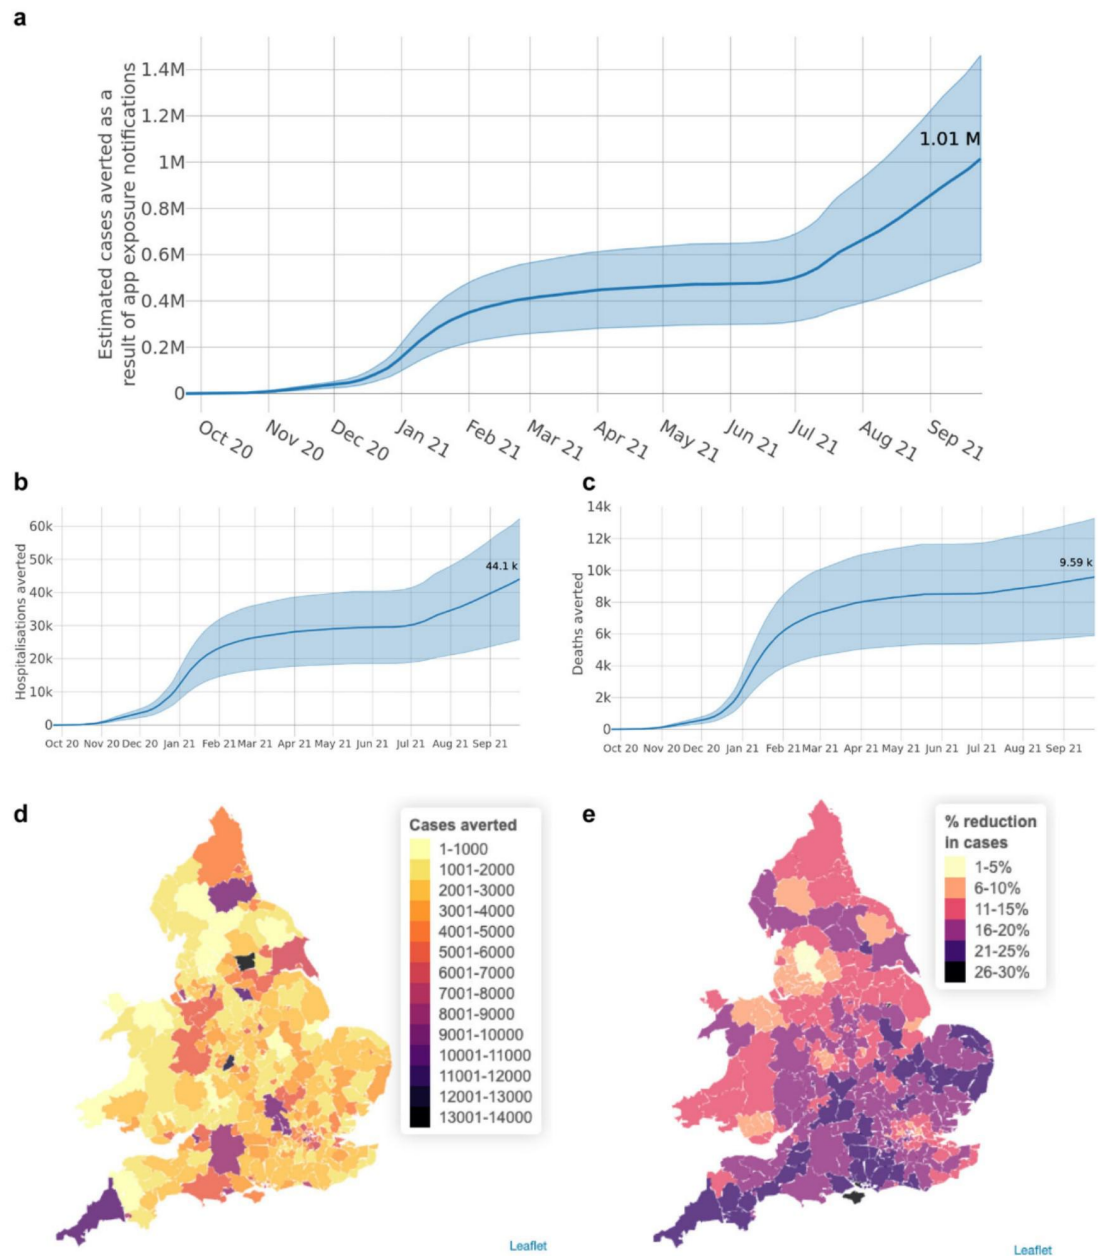 a
Estimated cases averted as a
result of app exposure notifications
1.4M
1.2M
1M
0.8M
0.6M
0.4M
0.2M
0
1.01 M
Oct 20 Nov 20 Dec 20 Jan 21 Feb 21 Mar 21 Apr 21 May 21 Jun 21 Jul 21 Aug 21 Sep 21
b
Hospitalisations averted
60k
50k
40k
30k
20k
10k
0
44.1 k
Oct 20 Nov 20 Dec 20 Jan 21 Feb 21 Mar 21 Apr 21 May 21 Jun 21 Jul 21 Aug 21 Sep 21
c
Deaths averted
14k
12k
10k
8k
6k
4k
2k
0
9.59 k
Oct 20 Nov 20 Dec 20 Jan 21 Feb 21 Mar 21 Apr 21 May 21 Jun 21 Jul 21 Aug 21 Sep 21
d
Cases averted
1-1000
1001-2000
2001-3000
3001-4000
4001-5000
5001-6000
6001-7000
7001-8000
8001-9000
9001-10000
10001-11000
11001-12000
12001-13000
13001-14000
Leaflet
e
% reduction
in cases
1-5%
6-10%
11-15%
16-20%
21-25%
26-30%
Leaflet